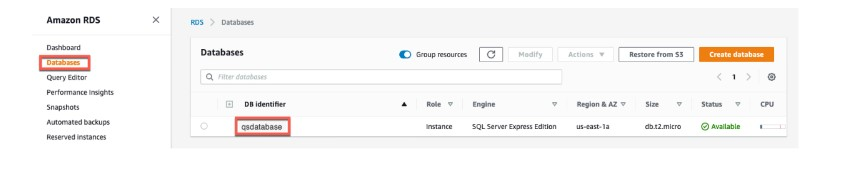 Amazon RDS
Dashboard
Databases
Query Editor
Performance Insights
Snapshots
Automated backups
Reserved instances
RDS > Databases
Databases
Group resources
Modify
Actions
Restore from S3
Create database
Filter databases
1
DB identifier
Role
Engine
Region & AZ
Size
Status
CPU
qsdatabase
Instance
SQL Server Express Edition
us-east-1a
db.t2.micro
Available